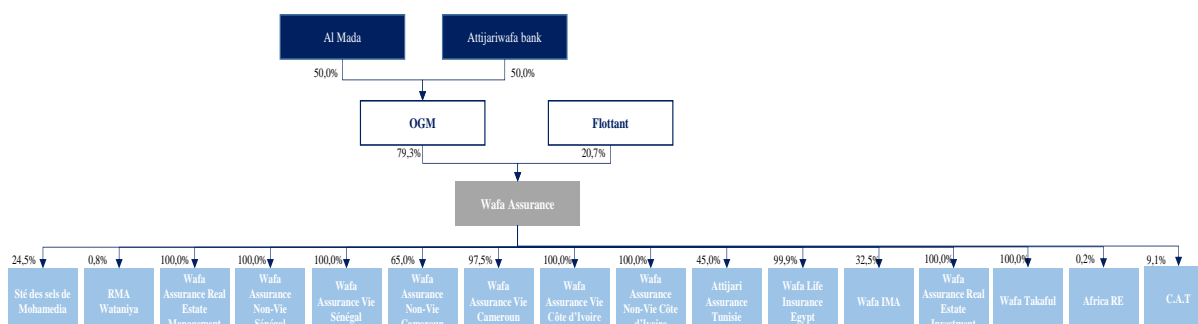 Al Mada
Attijariwafa bank
50,0%
50,0%
OGM
Flottant
79,3%
20,7%
Wafa Assurance
24,5%
0,8%
100,0%
100,0%
100,0%
65,0%
97,5%
100,0%
100,0%
45,0%
99,9%
32,5%
100,0%
100,0%
0,2%
9,1%
Sté des sels de
Mohamedia
RMA
Wataniya
Wafa
Assurance Real
Estate
Management
Wafa
Assurance
Non-Vie
Sénégal
Wafa
Assurance Vie
Sénégal
Wafa
Assurance
Non-Vie
Cameroun
Wafa
Assurance Vie
Cameroun
Wafa
Assurance Vie
Côte d'Ivoire
Wafa
Assurance
Non-Vie Côte
d'Ivoire
Attijari
Assurance
Tunisie
Wafa Life
Insurance
Egypt
Wafa IMA
Wafa
Assurance Real
Estate
Investment
Wafa Takaful
Africa RE
C.A.T